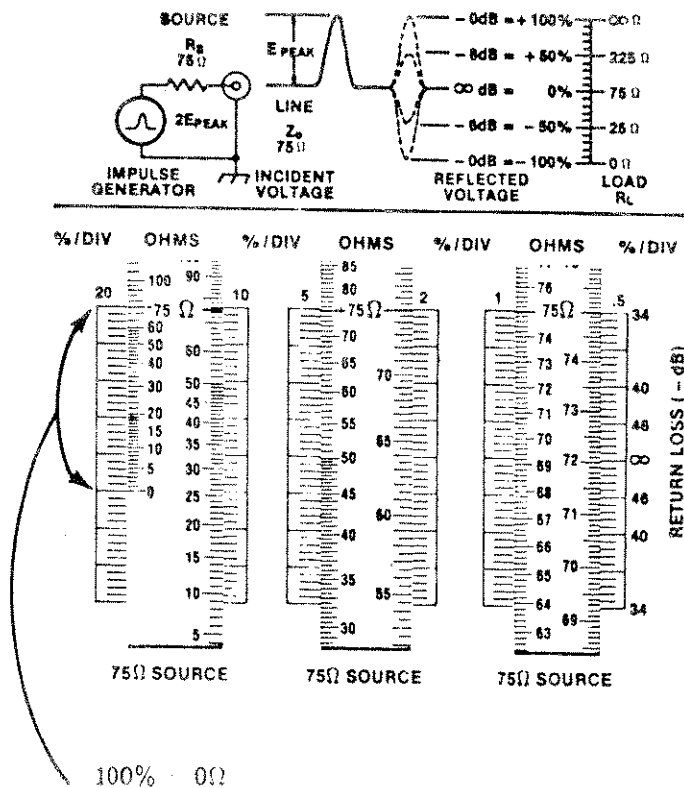 SOURCE
R_S
75Ω
2E_PEAK
IMPULSE
GENERATOR
E_PEAK
LINE
Z_o
75Ω
INCIDENT
VOLTAGE
-0dB = +100% ∞ Ω
-6dB = +50% 225 Ω
∞ dB = 0% 75 Ω
-6dB = -50% 25 Ω
-0dB = -100% 0 Ω
REFLECTED
VOLTAGE
LOAD
R_L
%/DIV OHMS %/DIV OHMS %/DIV OHMS %/DIV
20
100
75 Ω
60
50
40
30
20
15
10
5
0
90
10
60
50
45
40
35
30
25
20
15
10
5
75Ω SOURCE
5
85
80
75 Ω
70
65
60
55
50
45
40
35
30
2
70
65
60
75Ω SOURCE
1
76
75Ω
74
73
72
71
70
69
68
67
66
65
64
63
.5
74
73
72
71
70
69
75Ω SOURCE
34
40
46
∞
46
40
34
RETURN LOSS (-dB)
100% 0Ω